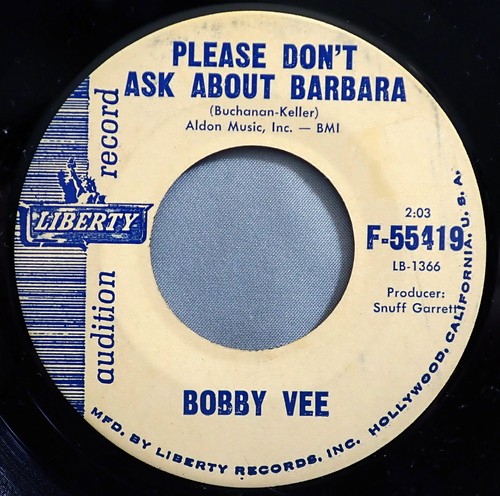 PLEASE DON'T
ASK ABOUT BARBARA
(Buchanan-Keller)
Aldon Music, Inc. — BMI
audition record
LIBERTY
2:03
F-55419
LB-1366
Producer:
Snuff Garrett
BOBBY VEE
MFD. BY LIBERTY RECORDS, INC. HOLLYWOOD, CALIFORNIA, U. S. A.